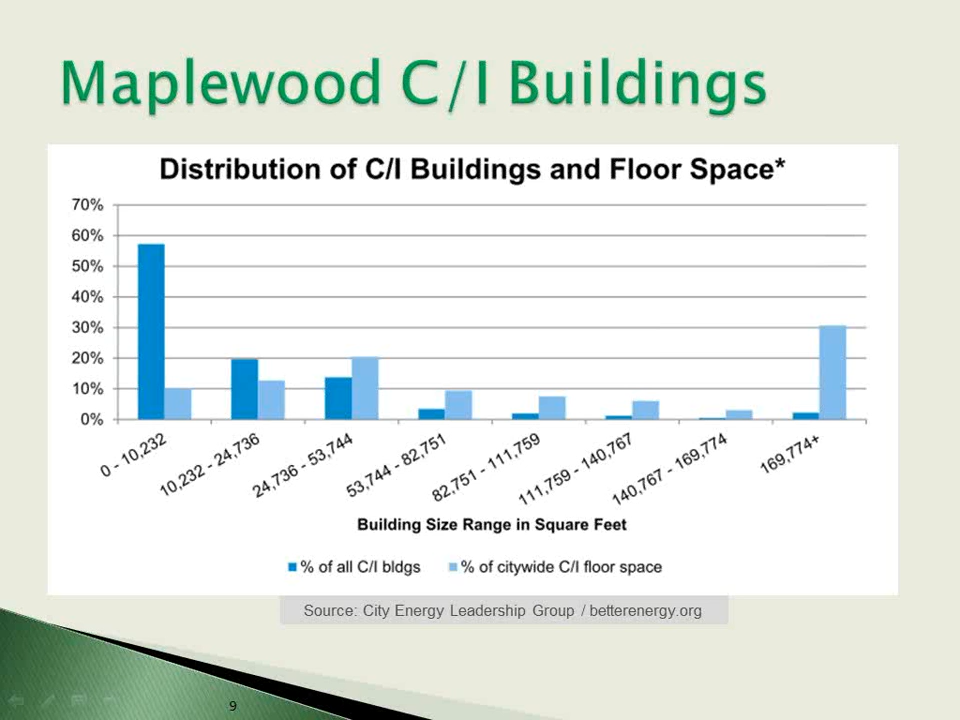 Maplewood C/I Buildings
Distribution of C/I Buildings and Floor Space*
70%
60%
50%
40%
30%
20%
10%
0%
0 - 10,232
10,232 - 24,736
24,736 - 53,744
53,744 - 82,751
82,751 - 111,759
111,759 - 140,767
140,767 - 169,774
169,774+
Building Size Range in Square Feet
% of all C/I bldgs % of citywide C/I floor space
Source: City Energy Leadership Group / betterenergy.org
9